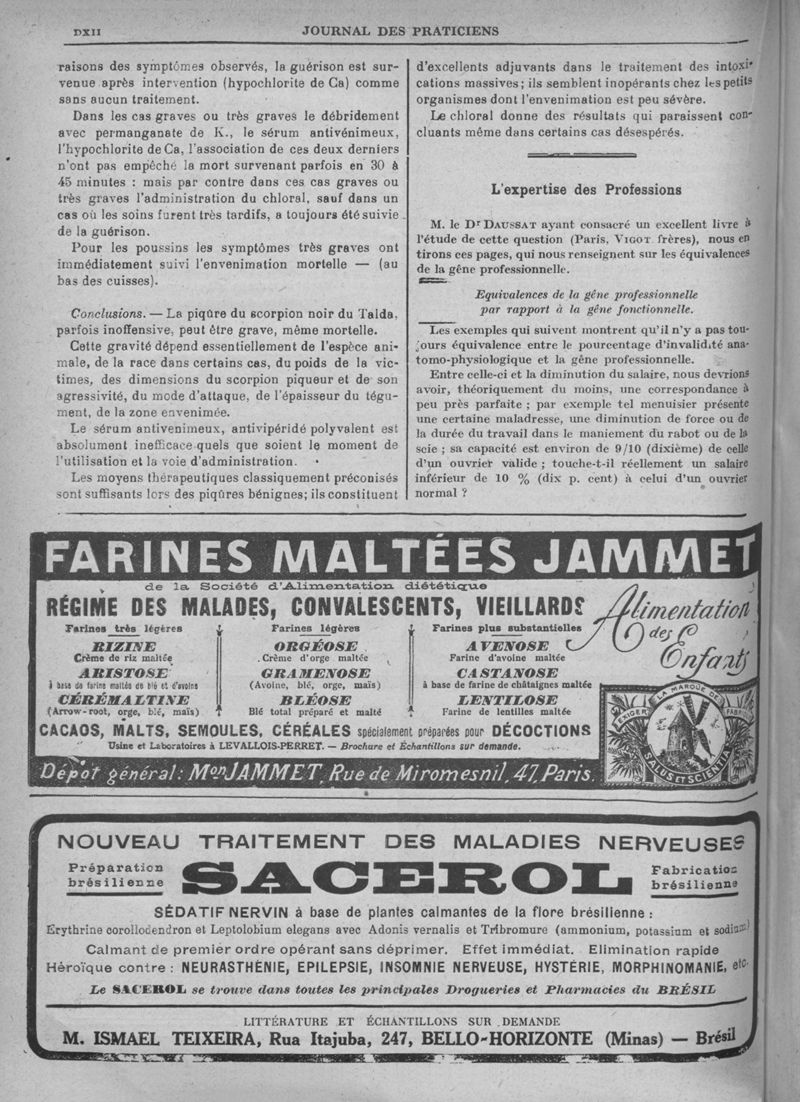 DXII
JOURNAL DES PRATICIENS
raisons des symptômes observés, la guérison est sur-
venue après intervention (hypochlorite de Ca) comme
sans aucun traitement.
Dans les cas graves ou très graves le débridement
avec permanganate de K., le sérum antivénimeux,
l'hypochlorite de Ca, l'association de ces deux derniers
n'ont pas empêché la mort survenant parfois en 30 à
45 minutes : mais par contre dans ces cas graves ou
très graves l'administration du chloral, sauf dans un
cas où les soins furent très tardifs, a toujours été suivie
de la guérison.
Pour les poussins les symptômes très graves ont
immédiatement suivi l'envenimation mortelle — (au
bas des cuisses).
Conclusions. — La piqûre du scorpion noir du Talda,
parfois inoffensive, peut être grave, même mortelle.
Cette gravité dépend essentiellement de l'espèce ani-
male, de la race dans certains cas, du poids de la vic-
times, des dimensions du scorpion piqueur et de son
agressivité, du mode d'attaque, de l'épaisseur du tégu-
ment, de la zone envenimée.
Le sérum antivenimeux, antivipéridé polyvalent est
absolument inefficace quels que soient le moment de
l'utilisation et la voie d'administration.
Les moyens thérapeutiques classiquement préconisés
sont suffisants lors des piqûres bénignes; ils constituent
d'excellents adjuvants dans le traitement des intoxi-
cations massives; ils semblent inopérants chez les petits
organismes dont l'envenimation est peu sévère.
Le chloral donne des résultats qui paraissent con-
cluants même dans certains cas désespérés.
L'expertise des Professions
M. le Dr DAUSSAT ayant consacré un excellent livre à
l'étude de cette question (Paris, VIGOT frères), nous en
tirons ces pages, qui nous renseignent sur les équivalences
de la gêne professionnelle.
Equivalences de la gêne professionnelle
par rapport à la gêne fonctionnelle.
Les exemples qui suivent montrent qu'il n'y a pas tou-
jours équivalence entre le pourcentage d'invalidité ana-
tomo-physiologique et la gêne professionnelle.
Entre celle-ci et la diminution du salaire, nous devrions
avoir, théoriquement du moins, une correspondance à
peu près parfaite ; par exemple tel menuisier présente
une certaine maladresse, une diminution de force ou de
la durée du travail dans le maniement du rabot ou de la
scie ; sa capacité est environ de 9/10 (dixième) de celle
d'un ouvrier valide ; touche-t-il réellement un salaire
inférieur de 10 % (dix p. cent) à celui d'un ouvrier
normal ?
FARINES MALTÉES JAMMET
de la Société d'Alimentation diététique
RÉGIME DES MALADES, CONVALESCENTS, VIEILLARDS
Alimentation
des
Enfants
Farines très légères
RIZINE
Crème de riz maltée
ARISTOSE
à base de farine maltée de blé et d'avoine
CÉRÉMALTINE
(Arrow-root, orge, blé, maïs)
Farines légères
ORGÉOSE
Crème d'orge maltée
GRAMENOSE
(Avoine, blé, orge, maïs)
BLÉOSE
Blé total préparé et malté
Farines plus substantielles
AVENOSE
Farine d'avoine maltée
CASTANOSE
à base de farine de châtaignes maltée
LENTILOSE
Farine de lentilles maltée
CACAOS, MALTS, SEMOULES, CÉRÉALES spécialement préparées pour DÉCOCTIONS
Usine et Laboratoires à LEVALLOIS-PERRET. — Brochure et Échantillons sur demande.
EXIGER LA MARQUE DE FABRIQUE
SALUS ET SCIENTIA
Dépôt général: Mon JAMMET, Rue de Miromesnil, 47, Paris.
NOUVEAU TRAITEMENT DES MALADIES NERVEUSES
Préparation
brésilienne
SACEROL
Fabrication
brésilienne
SÉDATIF NERVIN à base de plantes calmantes de la flore brésilienne :
Erythrine corollodendron et Leptolobium elegans avec Adonis vernalis et Tribromure (ammonium, potassium et sodium)
Calmant de premier ordre opérant sans déprimer. Effet immédiat. Elimination rapide
Héroïque contre : NEURASTHÉNIE, EPILEPSIE, INSOMNIE NERVEUSE, HYSTÉRIE, MORPHINOMANIE, etc.
Le SACEROL se trouve dans toutes les principales Drogueries et Pharmacies du BRÉSIL
LITTÉRATURE ET ÉCHANTILLONS SUR DEMANDE
M. ISMAEL TEIXEIRA, Rua Itajuba, 247, BELLO-HORIZONTE (Minas) — Brésil